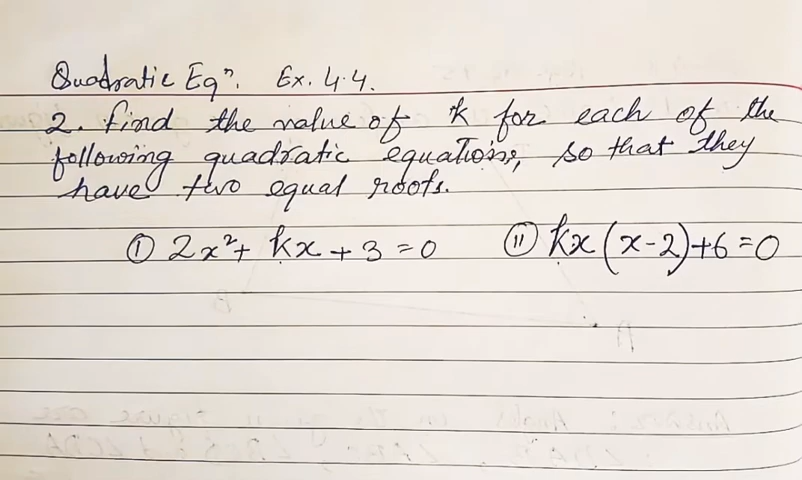 Quadratic Eqⁿ. Ex. 4.4.
2. find the value of k for each of the
following quadratic equations, so that they
have two equal roots.
(i) 2x² + kx + 3 = 0 (ii) kx (x-2)+6=0